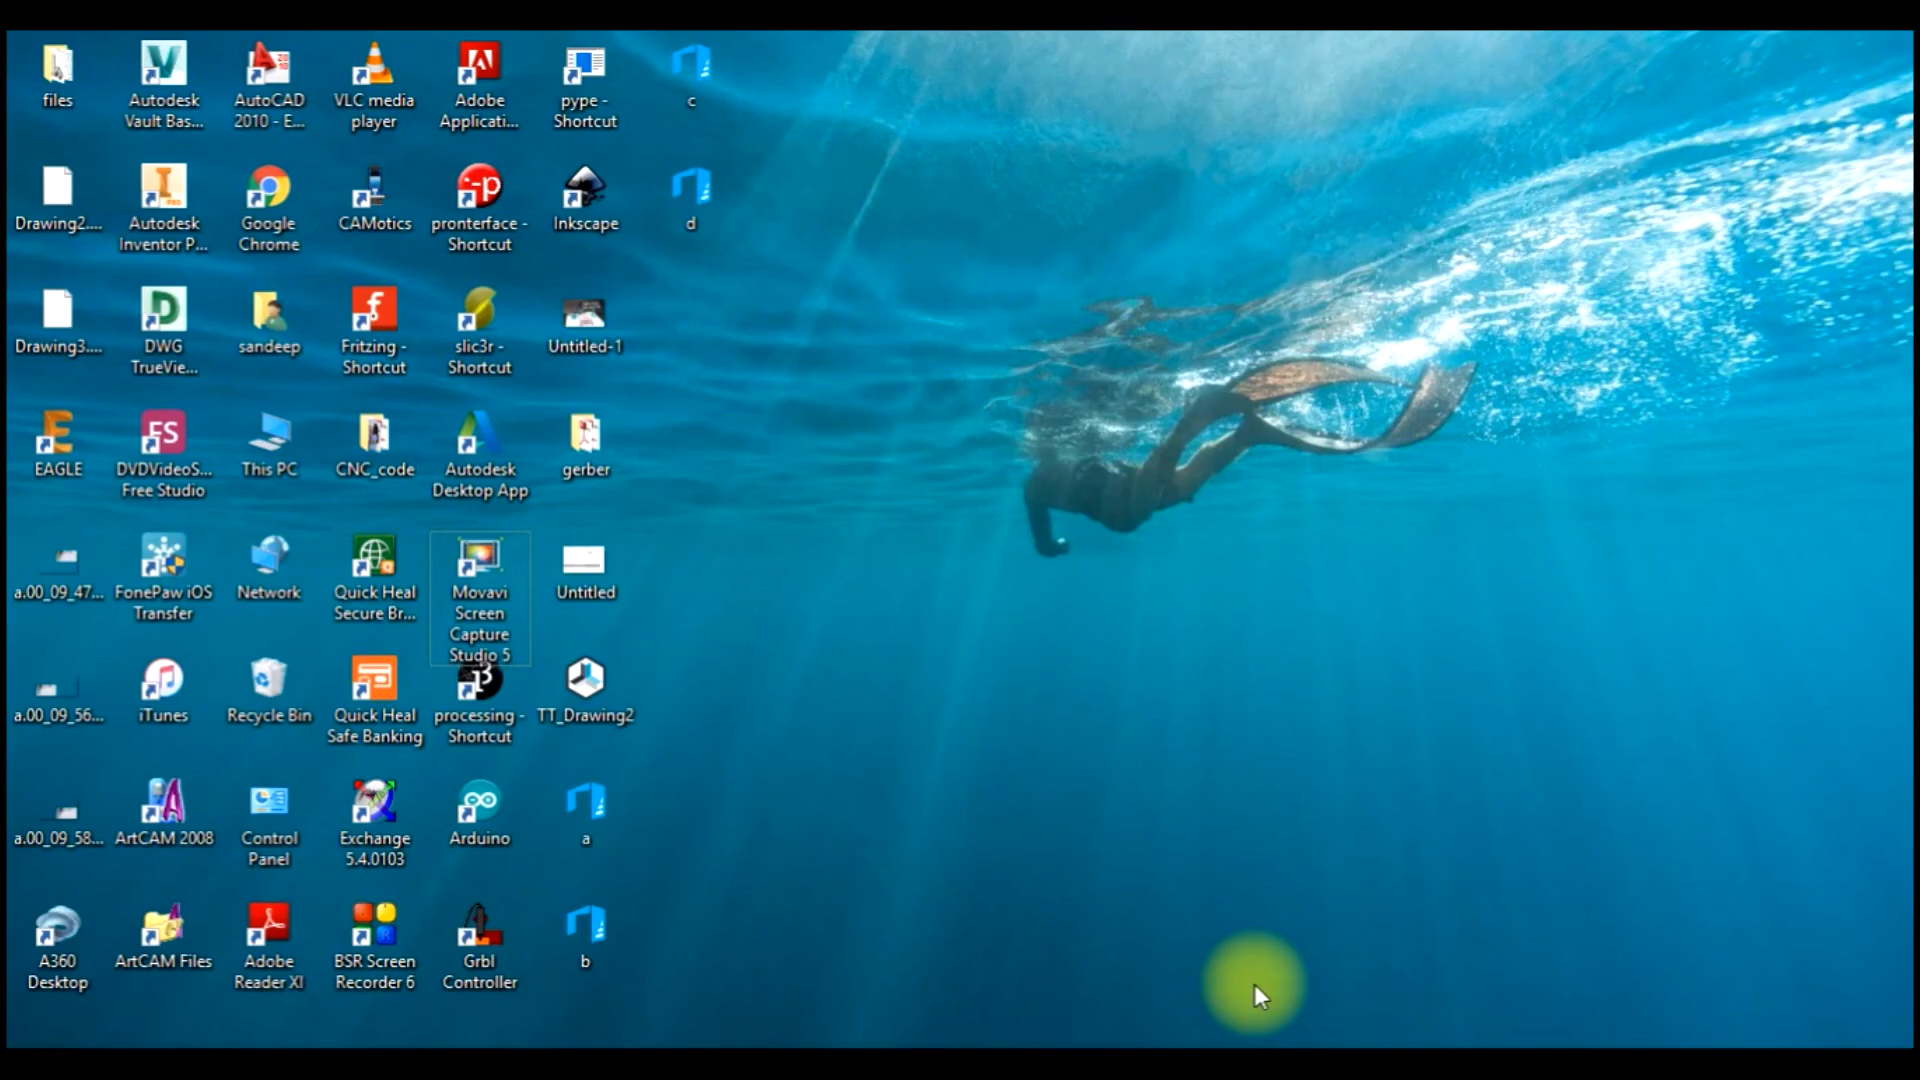 files
Autodesk
Vault Bas...
AutoCAD
2010 - E...
VLC media
player
Adobe
Applicati...
pype -
Shortcut
c
Drawing2....
Autodesk
Inventor P...
Google
Chrome
CAMotics
pronterface -
Shortcut
Inkscape
d
Drawing3....
DWG
TrueVie...
sandeep
Fritzing -
Shortcut
slic3r -
Shortcut
Untitled-1
EAGLE
DVDVideoS...
Free Studio
This PC
CNC_code
Autodesk
Desktop App
gerber
a.00_09_47...
FonePaw iOS
Transfer
Network
Quick Heal
Secure Br...
Movavi
Screen
Capture
Studio 5
Untitled
a.00_09_56...
iTunes
Recycle Bin
Quick Heal
Safe Banking
processing -
Shortcut
TT_Drawing2
a.00_09_58...
ArtCAM 2008
Control
Panel
Exchange
5.4.0103
Arduino
a
A360
Desktop
ArtCAM Files
Adobe
Reader XI
BSR Screen
Recorder 6
Grbl
Controller
b